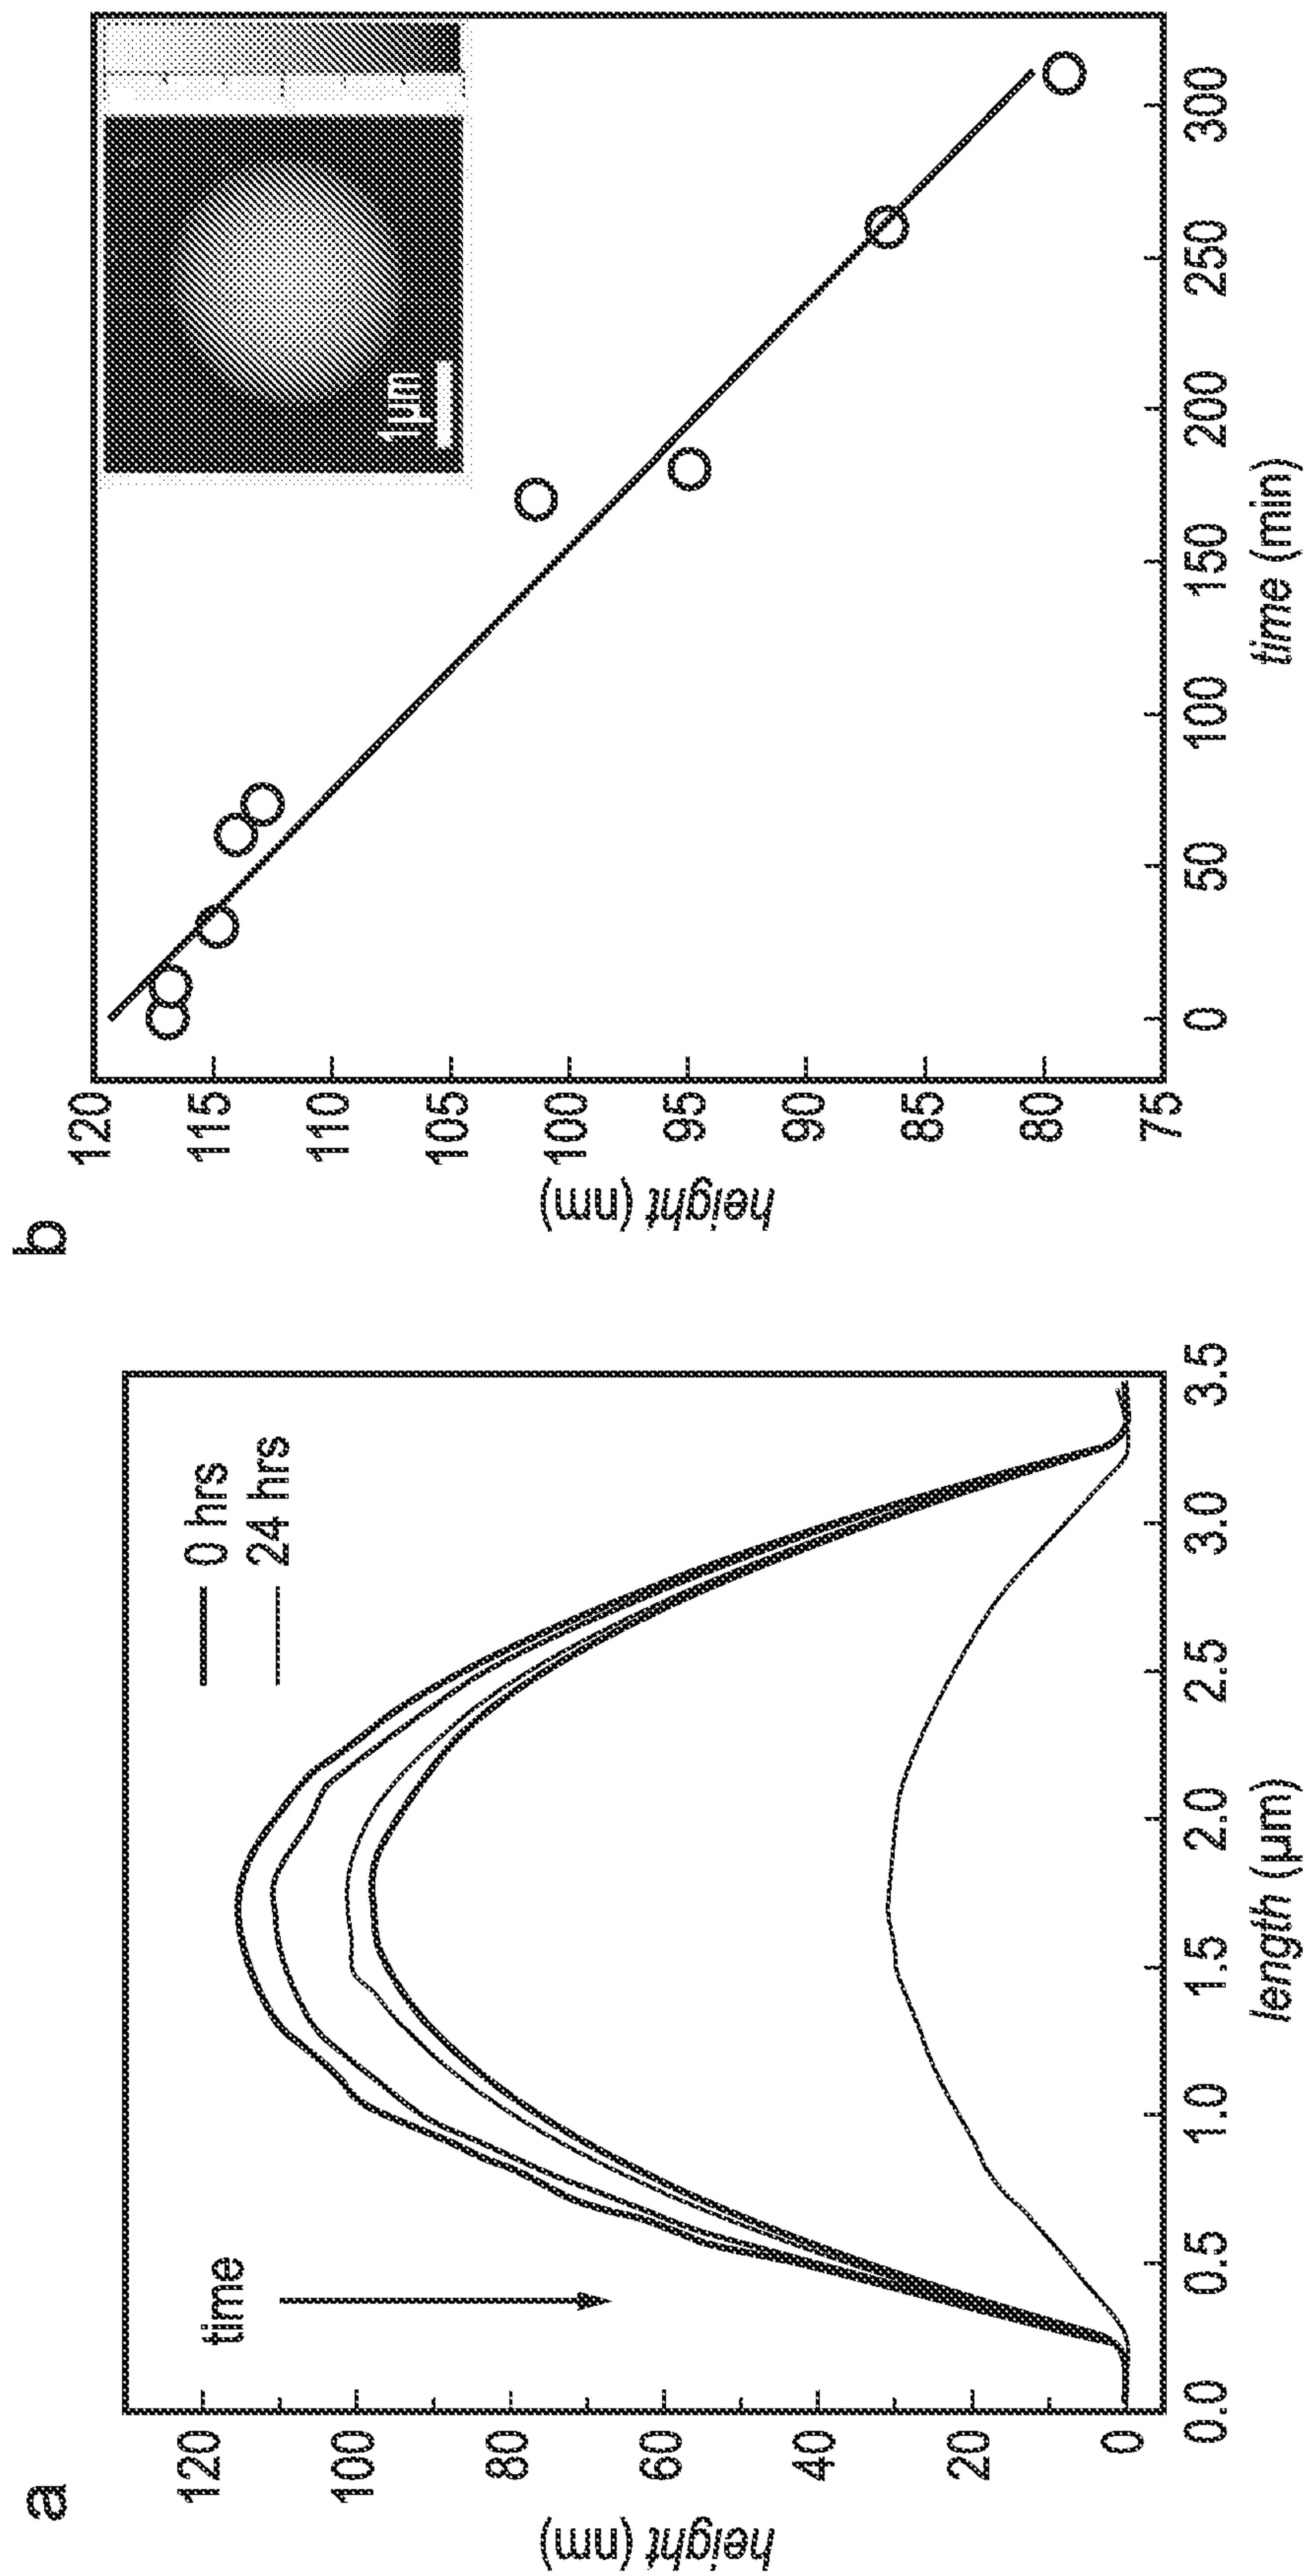 a
height (nm)
120
100
80
60
40
20
0
time
0 hrs
24 hrs
0.0 0.5 1.0 1.5 2.0 2.5 3.0 3.5
length (µm)
b
height (nm)
120
115
110
105
100
95
90
85
80
75
1µm
0 50 100 150 200 250 300
time (min)